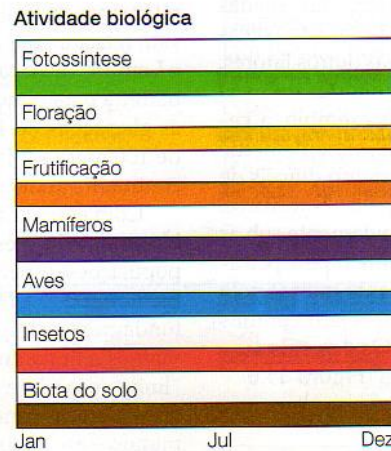 Atividade biológica
Fotossíntese
Floração
Frutificação
Mamíferos
Aves
Insetos
Biota do solo
Jan Jul Dez